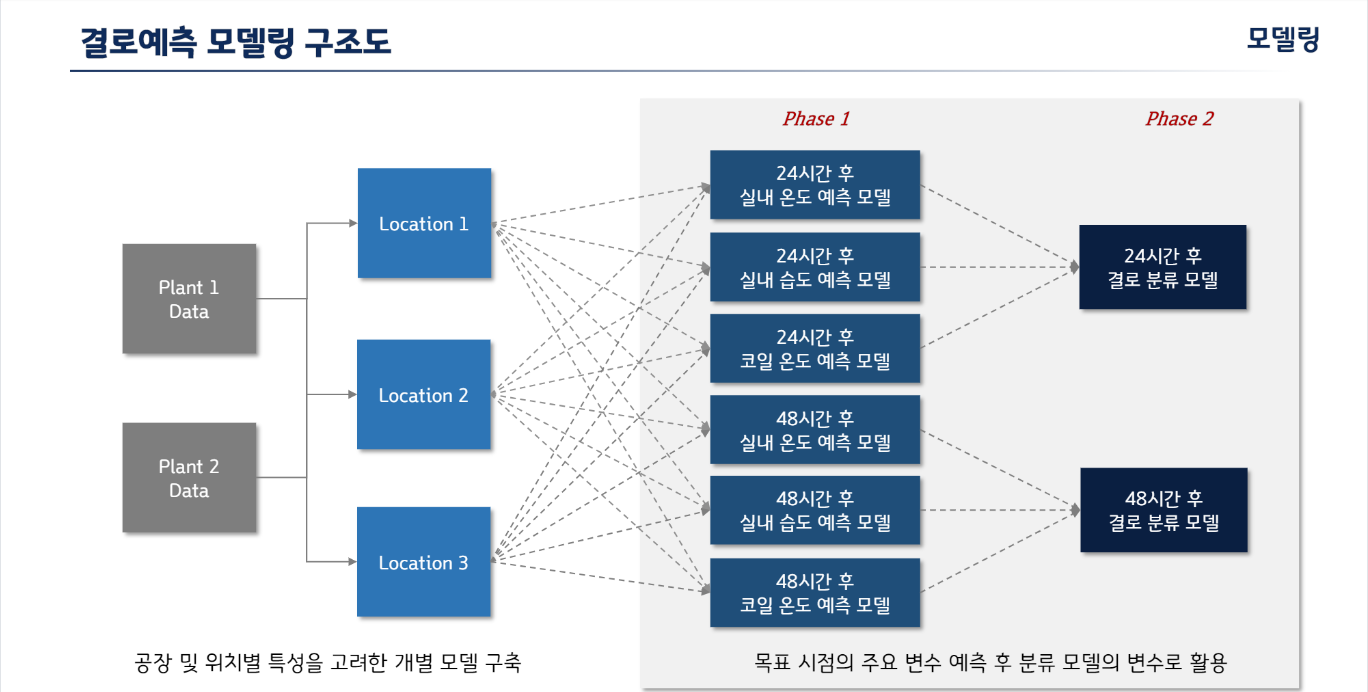 결로예측 모델링 구조도
모델링
Phase 1
Phase 2
Plant 1
Data
Plant 2
Data
Location 1
Location 2
Location 3
24시간 후
실내 온도 예측 모델
24시간 후
실내 습도 예측 모델
24시간 후
코일 온도 예측 모델
48시간 후
실내 온도 예측 모델
48시간 후
실내 습도 예측 모델
48시간 후
코일 온도 예측 모델
24시간 후
결로 분류 모델
48시간 후
결로 분류 모델
공장 및 위치별 특성을 고려한 개별 모델 구축
목표 시점의 주요 변수 예측 후 분류 모델의 변수로 활용